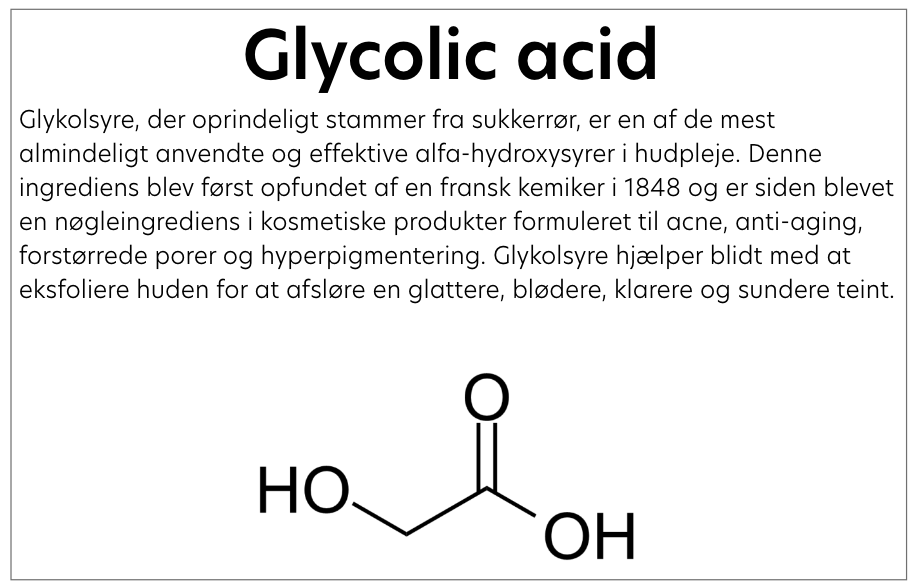 Glycolic acid
Glykolsyre, der oprindeligt stammer fra sukkerrør, er en af de mest
almindeligt anvendte og effektive alfa-hydroxysyrer i hudpleje. Denne
ingrediens blev først opfundet af en fransk kemiker i 1848 og er siden blevet
en nøgleingrediens i kosmetiske produkter formuleret til acne, anti-aging,
forstørrede porer og hyperpigmentering. Glykolsyre hjælper blidt med at
eksfoliere huden for at afsløre en glattere, blødere, klarere og sundere teint.
O
HO
OH